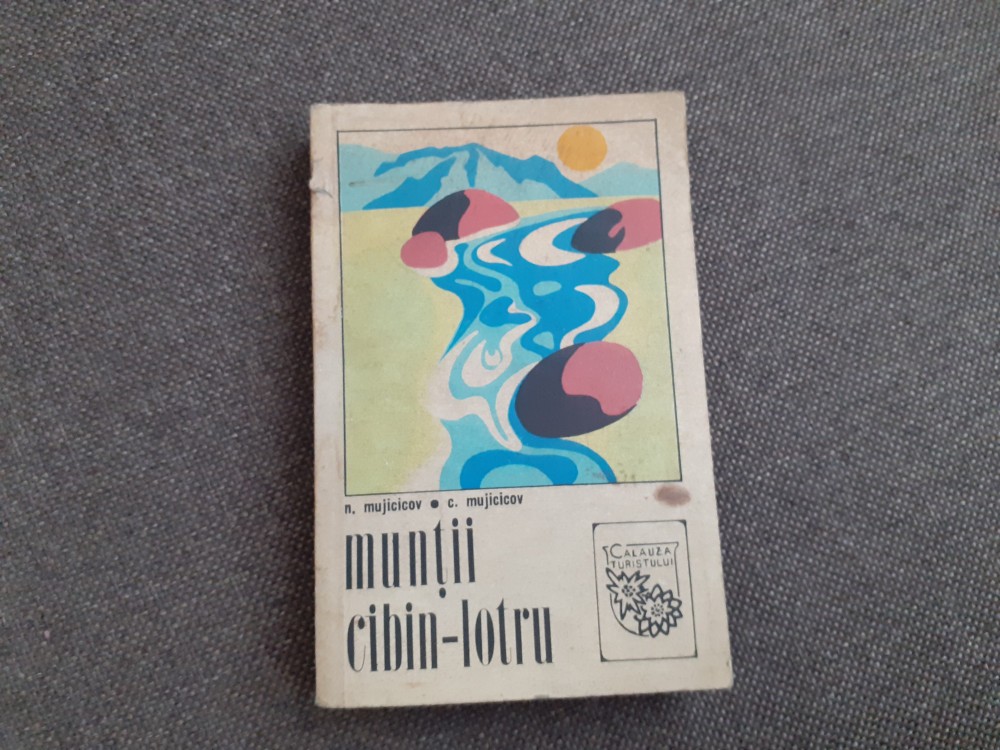 n. mujicicov • c. mujicicov
munții
cibin-lotru
CALAUZA
TURISTULUI